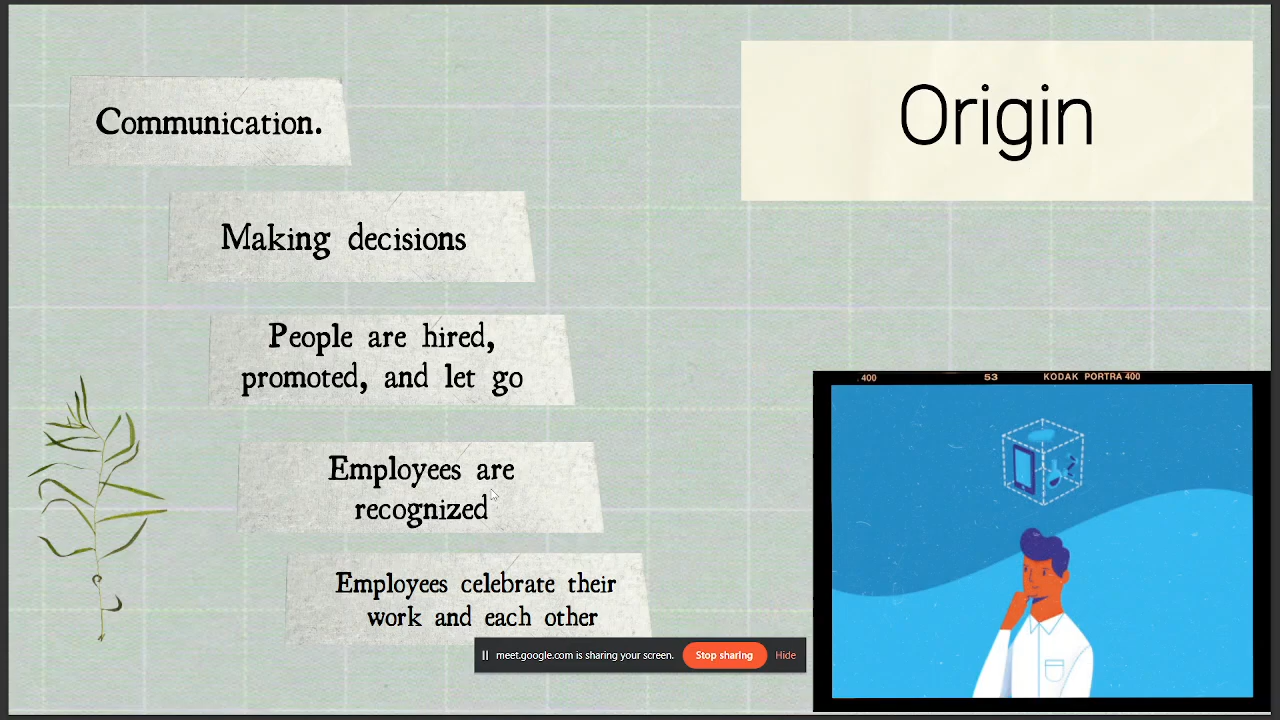 Origin
Communication.
Making decisions
People are hired,
promoted, and let go
Employees are
recognized
Employees celebrate their
work and each other
meet.google.com is sharing your screen.
Stop sharing
Hide
400
53
KODAK PORTRA 400